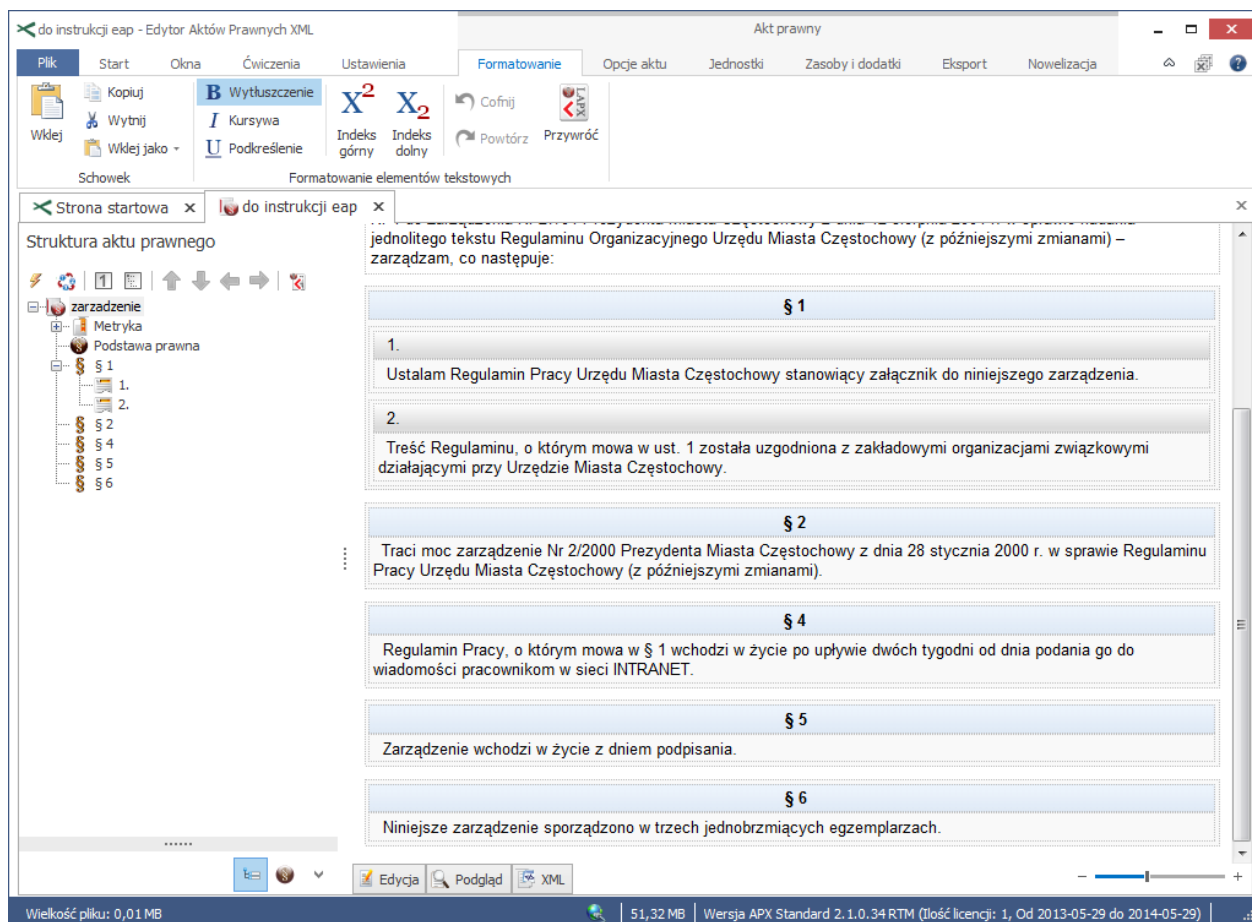 do instrukcji eap - Edytor Aktów Prawnych XML
Akt prawny
Plik Start Okna Ćwiczenia Ustawienia Formatowanie Opcje aktu Jednostki Zasoby i dodatki Eksport Nowelizacja
Wklej
Kopiuj
Wytnij
Wklej jako
Schowek
B Wytłuszczenie
I Kursywa
U Podkreślenie
X2 Indeks górny
X2 Indeks dolny
Cofnij
Powtórz
LAPX
Przywróć
Formatowanie elementów tekstowych
Strona startowa x do instrukcji eap x
Struktura aktu prawnego
1
zarzadzenie
Metryka
Podstawa prawna
§ § 1
1.
2.
§ § 2
§ § 4
§ § 5
§ § 6
jednolitego tekstu Regulaminu Organizacyjnego Urzędu Miasta Częstochowy (z późniejszymi zmianami) –
zarządzam, co następuje:
§ 1
1.
Ustalam Regulamin Pracy Urzędu Miasta Częstochowy stanowiący załącznik do niniejszego zarządzenia.
2.
Treść Regulaminu, o którym mowa w ust. 1 została uzgodniona z zakładowymi organizacjami związkowymi
działającymi przy Urzędzie Miasta Częstochowy.
§ 2
Traci moc zarządzenie Nr 2/2000 Prezydenta Miasta Częstochowy z dnia 28 stycznia 2000 r. w sprawie Regulaminu
Pracy Urzędu Miasta Częstochowy (z późniejszymi zmianami).
§ 4
Regulamin Pracy, o którym mowa w § 1 wchodzi w życie po upływie dwóch tygodni od dnia podania go do
wiadomości pracownikom w sieci INTRANET.
§ 5
Zarządzenie wchodzi w życie z dniem podpisania.
§ 6
Niniejsze zarządzenie sporządzono w trzech jednobrzmiących egzemplarzach.
Edycja Podgląd XML
Wielkość pliku: 0,01 MB
51,32 MB
Wersja APX Standard 2.1.0.34 RTM (Ilość licencji: 1, Od 2013-05-29 do 2014-05-29)